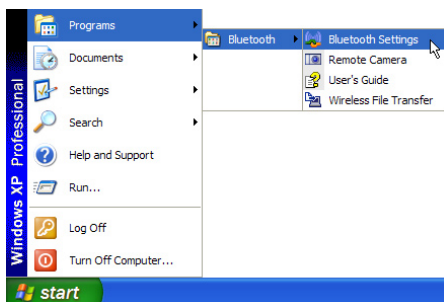 Programs
Documents
Settings
Search
Help and Support
Run...
Log Off
Turn Off Computer...
Windows XP Professional
start
Bluetooth
Bluetooth Settings
Remote Camera
User's Guide
Wireless File Transfer